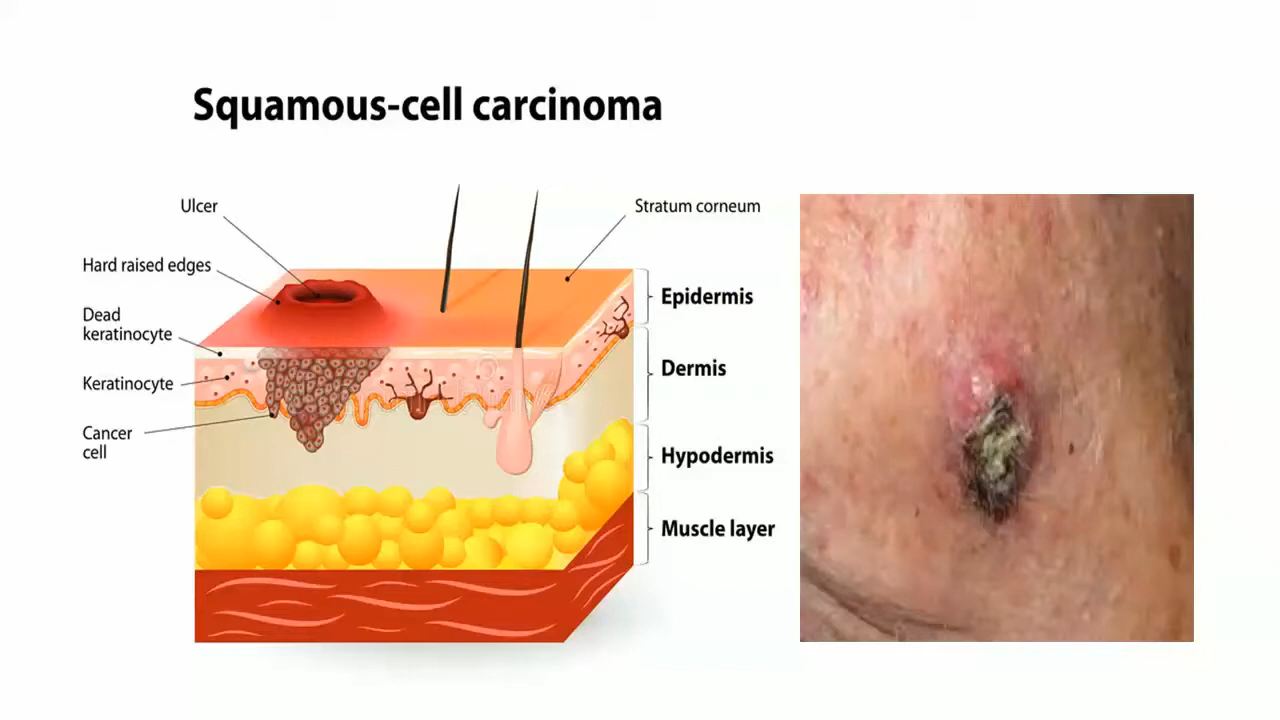 Squamous-cell carcinoma
Ulcer
Stratum corneum
Hard raised edges
Epidermis
Dead
keratinocyte
Dermis
Keratinocyte
Cancer
cell
Hypodermis
Muscle layer